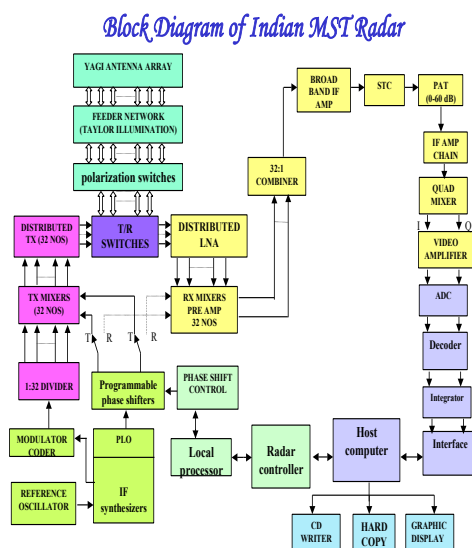 Block Diagram of Indian MST Radar
YAGI ANTENNA ARRAY
FEEDER NETWORK
(TAYLOR ILLUMINATION)
polarization switches
DISTRIBUTED
TX (32 NOS)
T/R
SWITCHES
DISTRIBUTED
LNA
TX MIXERS
(32 NOS)
RX MIXERS
PRE AMP
32 NOS
T
R
T
R
1:32 DIVIDER
Programmable
phase shifters
PHASE SHIFT
CONTROL
MODULATOR
CODER
PLO
IF
synthesizers
REFERENCE
OSCILLATOR
Local
processor
Radar
controller
Host
computer
Interface
32:1
COMBINER
BROAD
BAND IF
AMP
STC
PAT
(0-60 dB)
IF AMP
CHAIN
QUAD
MIXER
I
Q
VIDEO
AMPLIFIER
ADC
Decoder
Integrator
CD
WRITER
HARD
COPY
GRAPHIC
DISPLAY